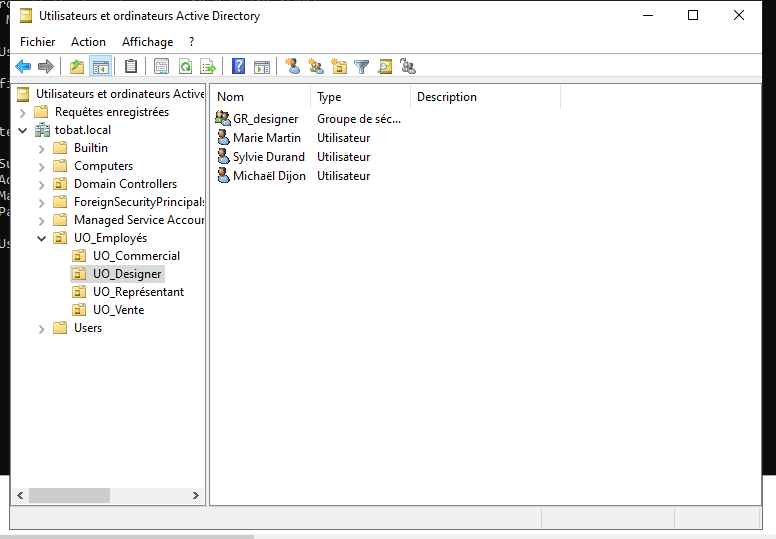 Utilisateurs et ordinateurs Active Directory
Fichier Action Affichage ?
Utilisateurs et ordinateurs Active
Requêtes enregistrées
tobat.local
Builtin
Computers
Domain Controllers
ForeignSecurityPrincipals
Managed Service Accour
UO_Employés
UO_Commercial
UO_Designer
UO_Représentant
UO_Vente
Users
Nom Type Description
GR_designer Groupe de séc...
Marie Martin Utilisateur
Sylvie Durand Utilisateur
Michaël Dijon Utilisateur